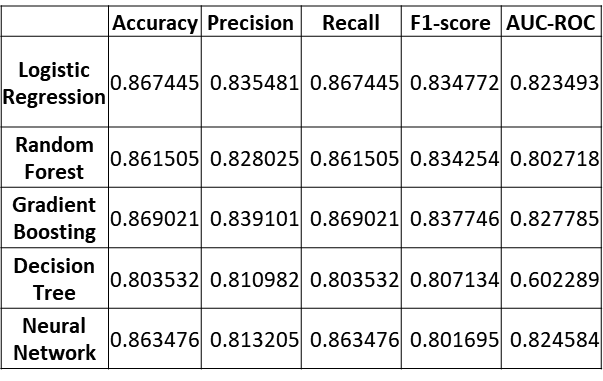 Accuracy Precision Recall F1-score AUC-ROC
Logistic
Regression 0.867445 0.835481 0.867445 0.834772 0.823493
Random
Forest 0.861505 0.828025 0.861505 0.834254 0.802718
Gradient
Boosting 0.869021 0.839101 0.869021 0.837746 0.827785
Decision
Tree 0.803532 0.810982 0.803532 0.807134 0.602289
Neural
Network 0.863476 0.813205 0.863476 0.801695 0.824584